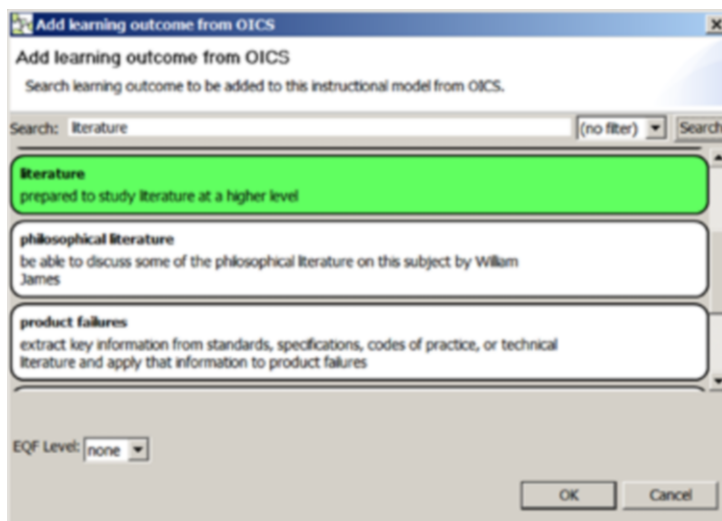 Add learning outcome from OICS
Add learning outcome from OICS
Search learning outcome to be added to this instructional model from OICS.
Search: literature (no filter) Search
literature
prepared to study literature at a higher level
philosophical literature
be able to discuss some of the philosophical literature on this subject by William
James
product failures
extract key information from standards, specifications, codes of practice, or technical
literature and apply that information to product failures
EQF Level: none
OK Cancel